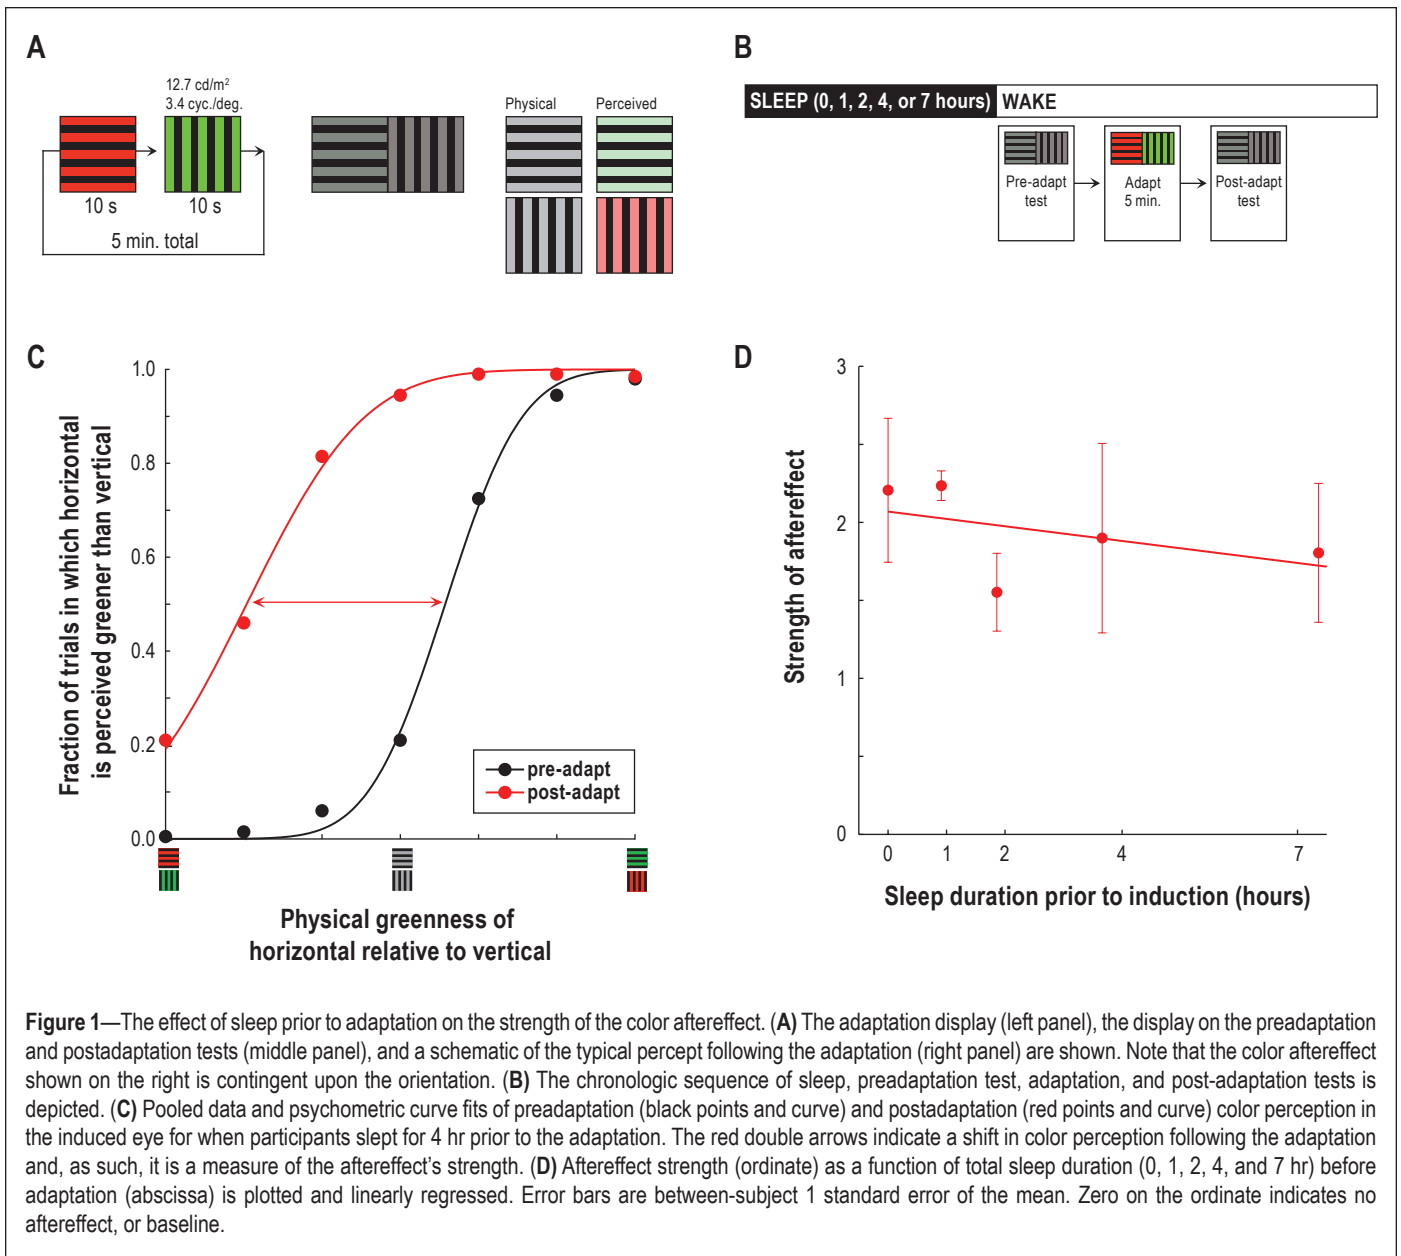 A
12.7 cd/m²
3.4 cyc./deg.
10 s
10 s
5 min. total
Physical
Perceived
B
SLEEP (0, 1, 2, 4, or 7 hours)
WAKE
Pre-adapt
test
Adapt
5 min.
Post-adapt
test
C
Fraction of trials in which horizontal
is perceived greener than vertical
1.0
0.8
0.6
0.4
0.2
0.0
pre-adapt
post-adapt
Physical greenness of
horizontal relative to vertical
D
Strength of aftereffect
3
2
1
0
0 1 2 4 7
Sleep duration prior to induction (hours)
Figure 1—The effect of sleep prior to adaptation on the strength of the color aftereffect. (A) The adaptation display (left panel), the display on the preadaptation
and postadaptation tests (middle panel), and a schematic of the typical percept following the adaptation (right panel) are shown. Note that the color aftereffect
shown on the right is contingent upon the orientation. (B) The chronologic sequence of sleep, preadaptation test, adaptation, and post-adaptation tests is
depicted. (C) Pooled data and psychometric curve fits of preadaptation (black points and curve) and postadaptation (red points and curve) color perception in
the induced eye for when participants slept for 4 hr prior to the adaptation. The red double arrows indicate a shift in color perception following the adaptation
and, as such, it is a measure of the aftereffect's strength. (D) Aftereffect strength (ordinate) as a function of total sleep duration (0, 1, 2, 4, and 7 hr) before
adaptation (abscissa) is plotted and linearly regressed. Error bars are between-subject 1 standard error of the mean. Zero on the ordinate indicates no
aftereffect, or baseline.